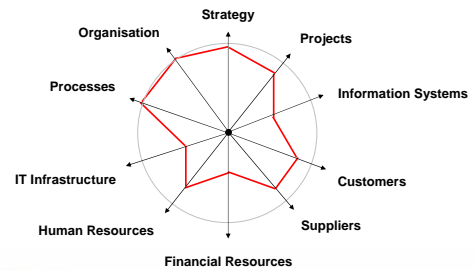 Strategy
Organisation
Projects
Processes
Information Systems
IT Infrastructure
Customers
Human Resources
Suppliers
Financial Resources